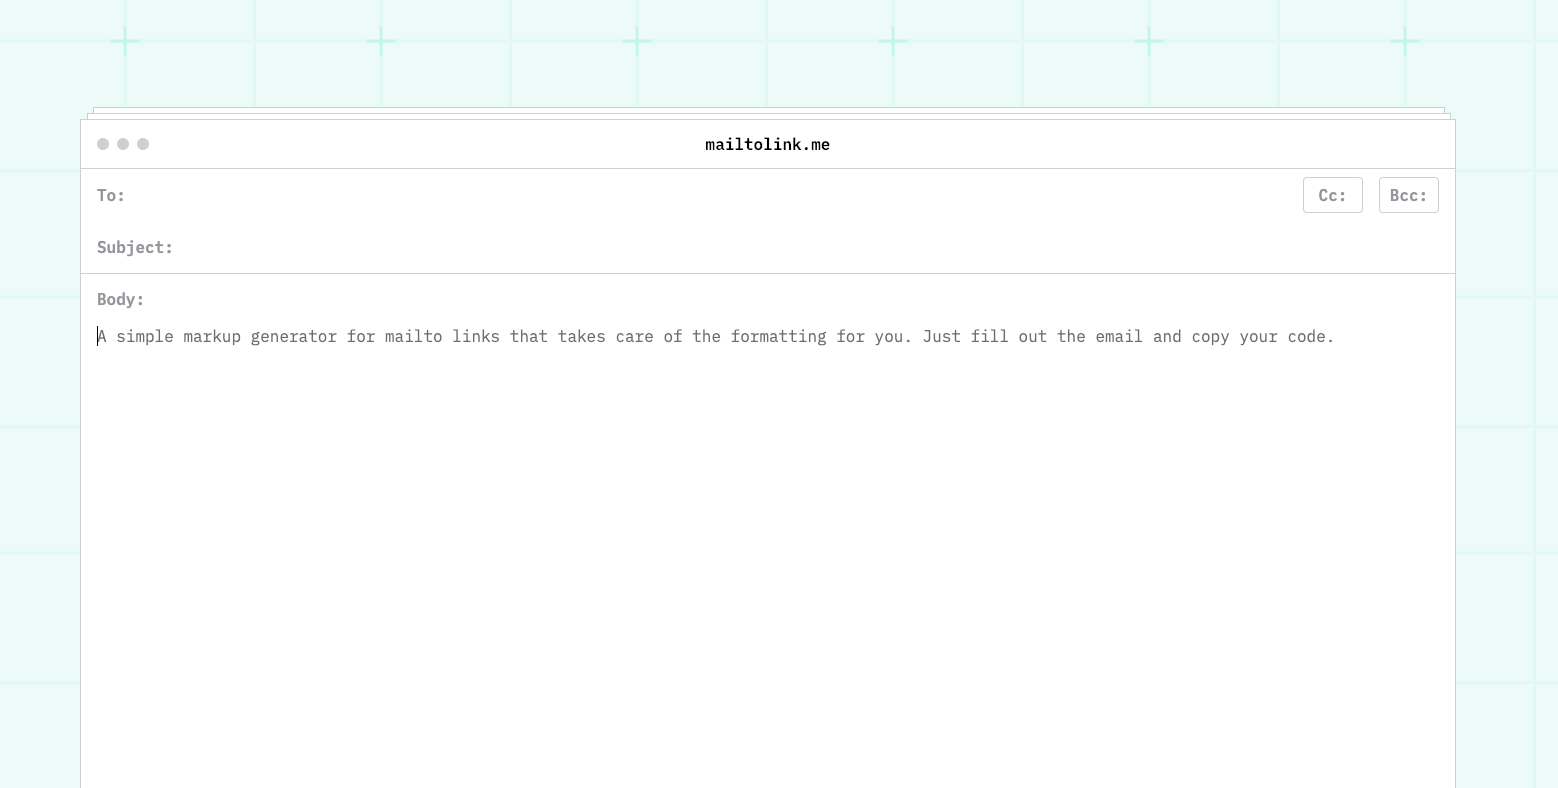 mailtolink.me
To:
Cc:
Bcc:
Subject:
Body:
A simple markup generator for mailto links that takes care of the formatting for you. Just fill out the email and copy your code.